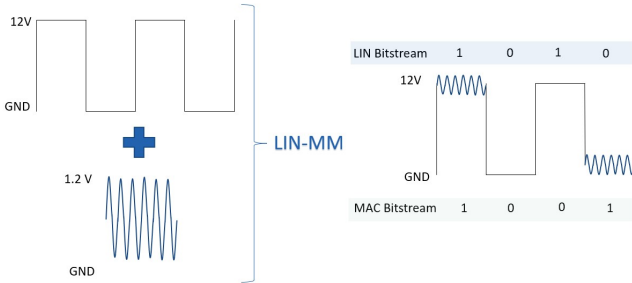 12V
GND
1.2 V
GND
LIN-MM
LIN Bitstream 1 0 1 0
12V
GND
MAC Bitstream 1 0 0 1